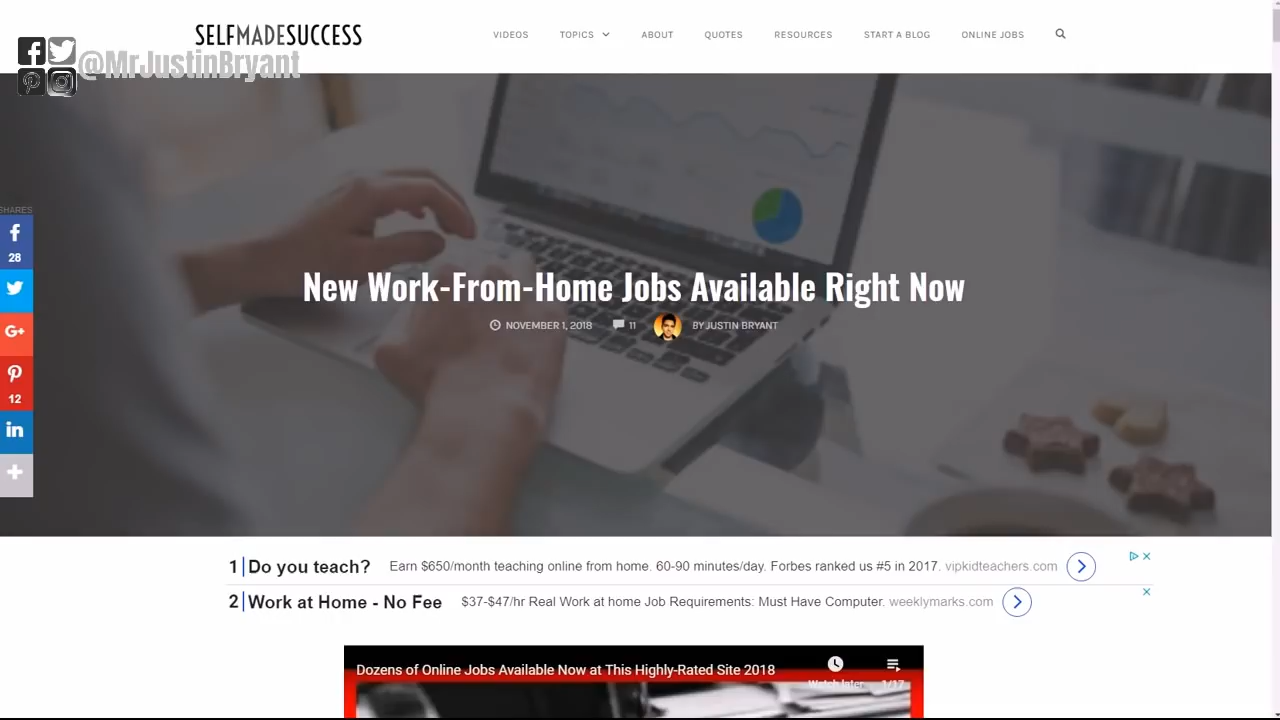 SELFMADESUCCESS
VIDEOS TOPICS ABOUT QUOTES RESOURCES START A BLOG ONLINE JOBS
@MrJustinBryant
SHARES
28
12
New Work-From-Home Jobs Available Right Now
NOVEMBER 1, 2018 11 BY JUSTIN BRYANT
1 Do you teach? Earn $650/month teaching online from home. 60-90 minutes/day. Forbes ranked us #5 in 2017. vipkidteachers.com
2 Work at Home - No Fee $37-$47/hr Real Work at home Job Requirements: Must Have Computer. weeklymarks.com
Dozens of Online Jobs Available Now at This Highly-Rated Site 2018
Watch later 1/17